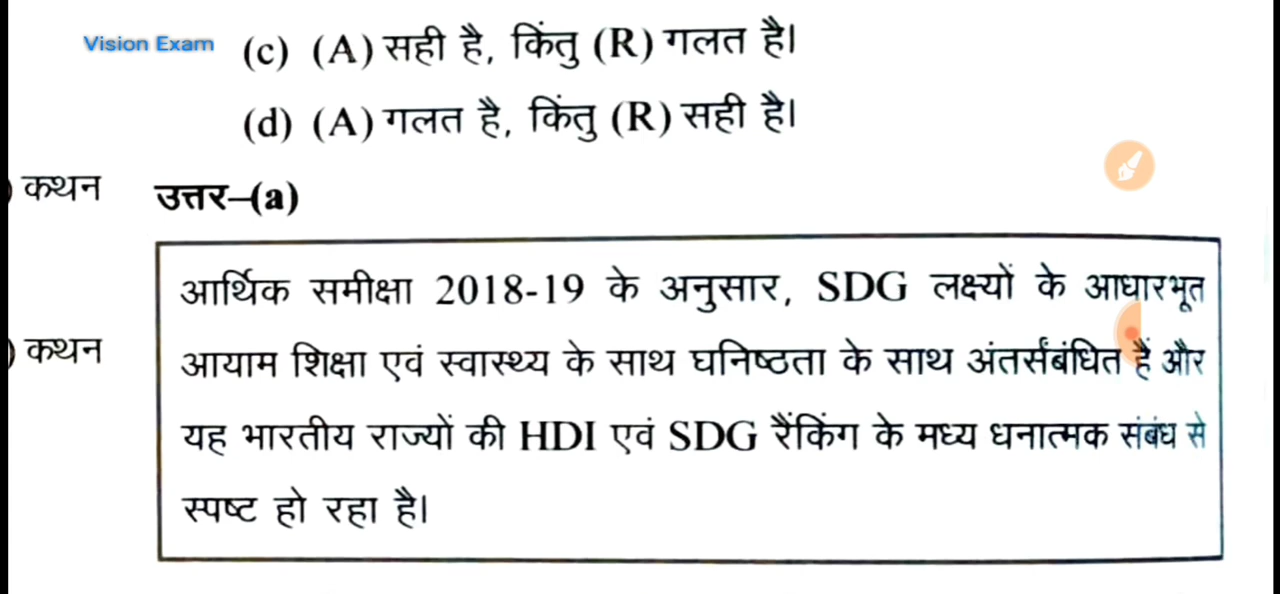 Vision Exam
(c) (A) सही है, किंतु (R) गलत है।
(d) (A) गलत है, किंतु (R) सही है।
कथन
उत्तर–(a)
आर्थिक समीक्षा 2018-19 के अनुसार, SDG लक्ष्यों के आधारभूत
कथन
आयाम शिक्षा एवं स्वास्थ्य के साथ घनिष्ठता के साथ अंतर्संबंधित हैं और
यह भारतीय राज्यों की HDI एवं SDG रैंकिंग के मध्य धनात्मक संबंध से
स्पष्ट हो रहा है।